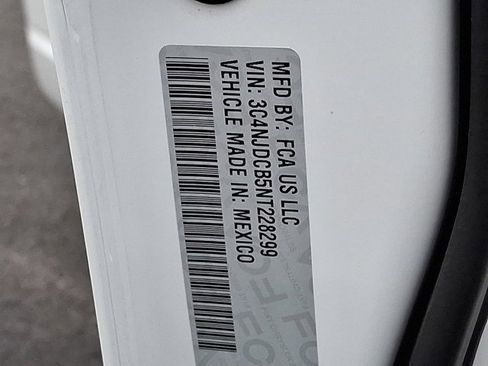 MFD BY: FCA US LLC
VIN: 3C4NJDCB5NT228299
VEHICLE MADE IN: MEXICO